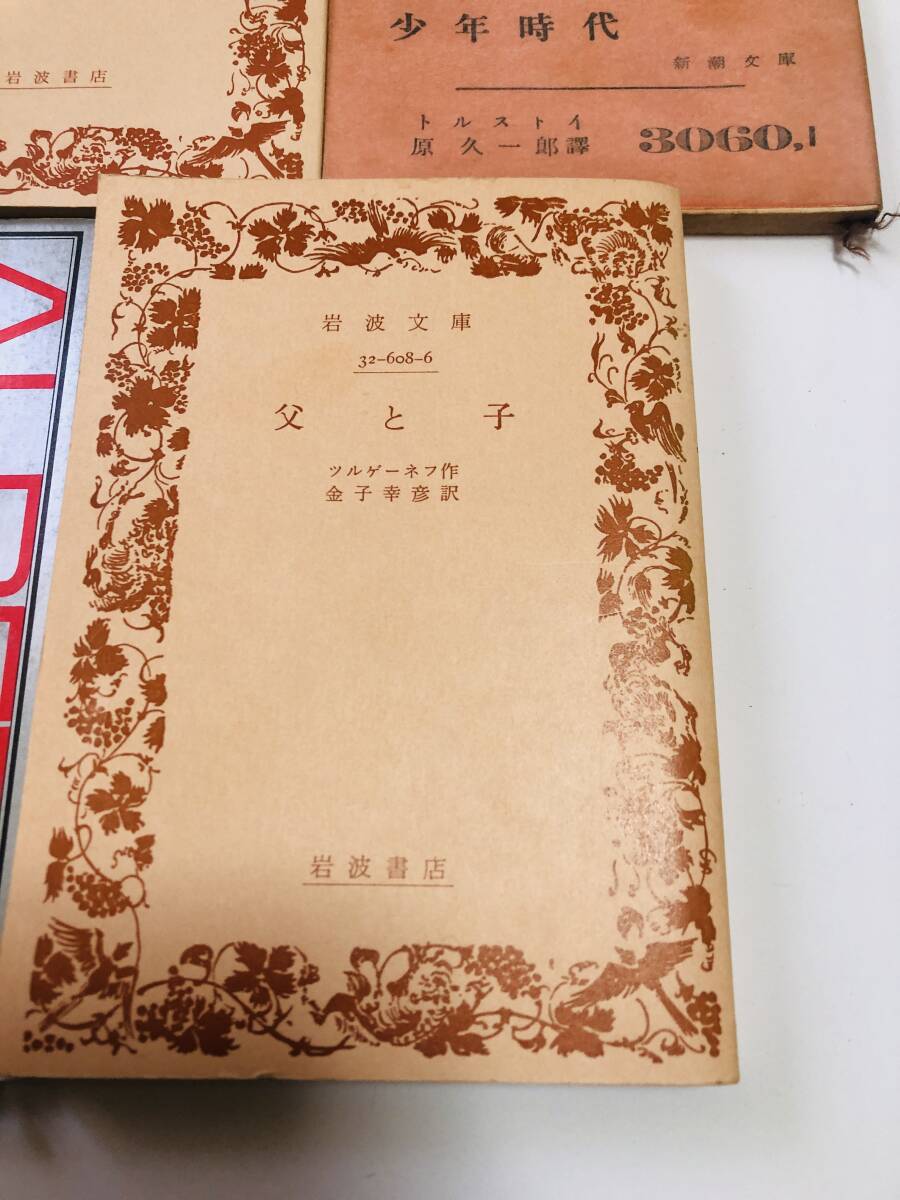 岩波書店
少年時代
新潮文庫
トルストイ
原久一郎譯
3060,1
岩波文庫
32-608-6
父と子
ツルゲーネフ作
金子幸彦訳
岩波書店